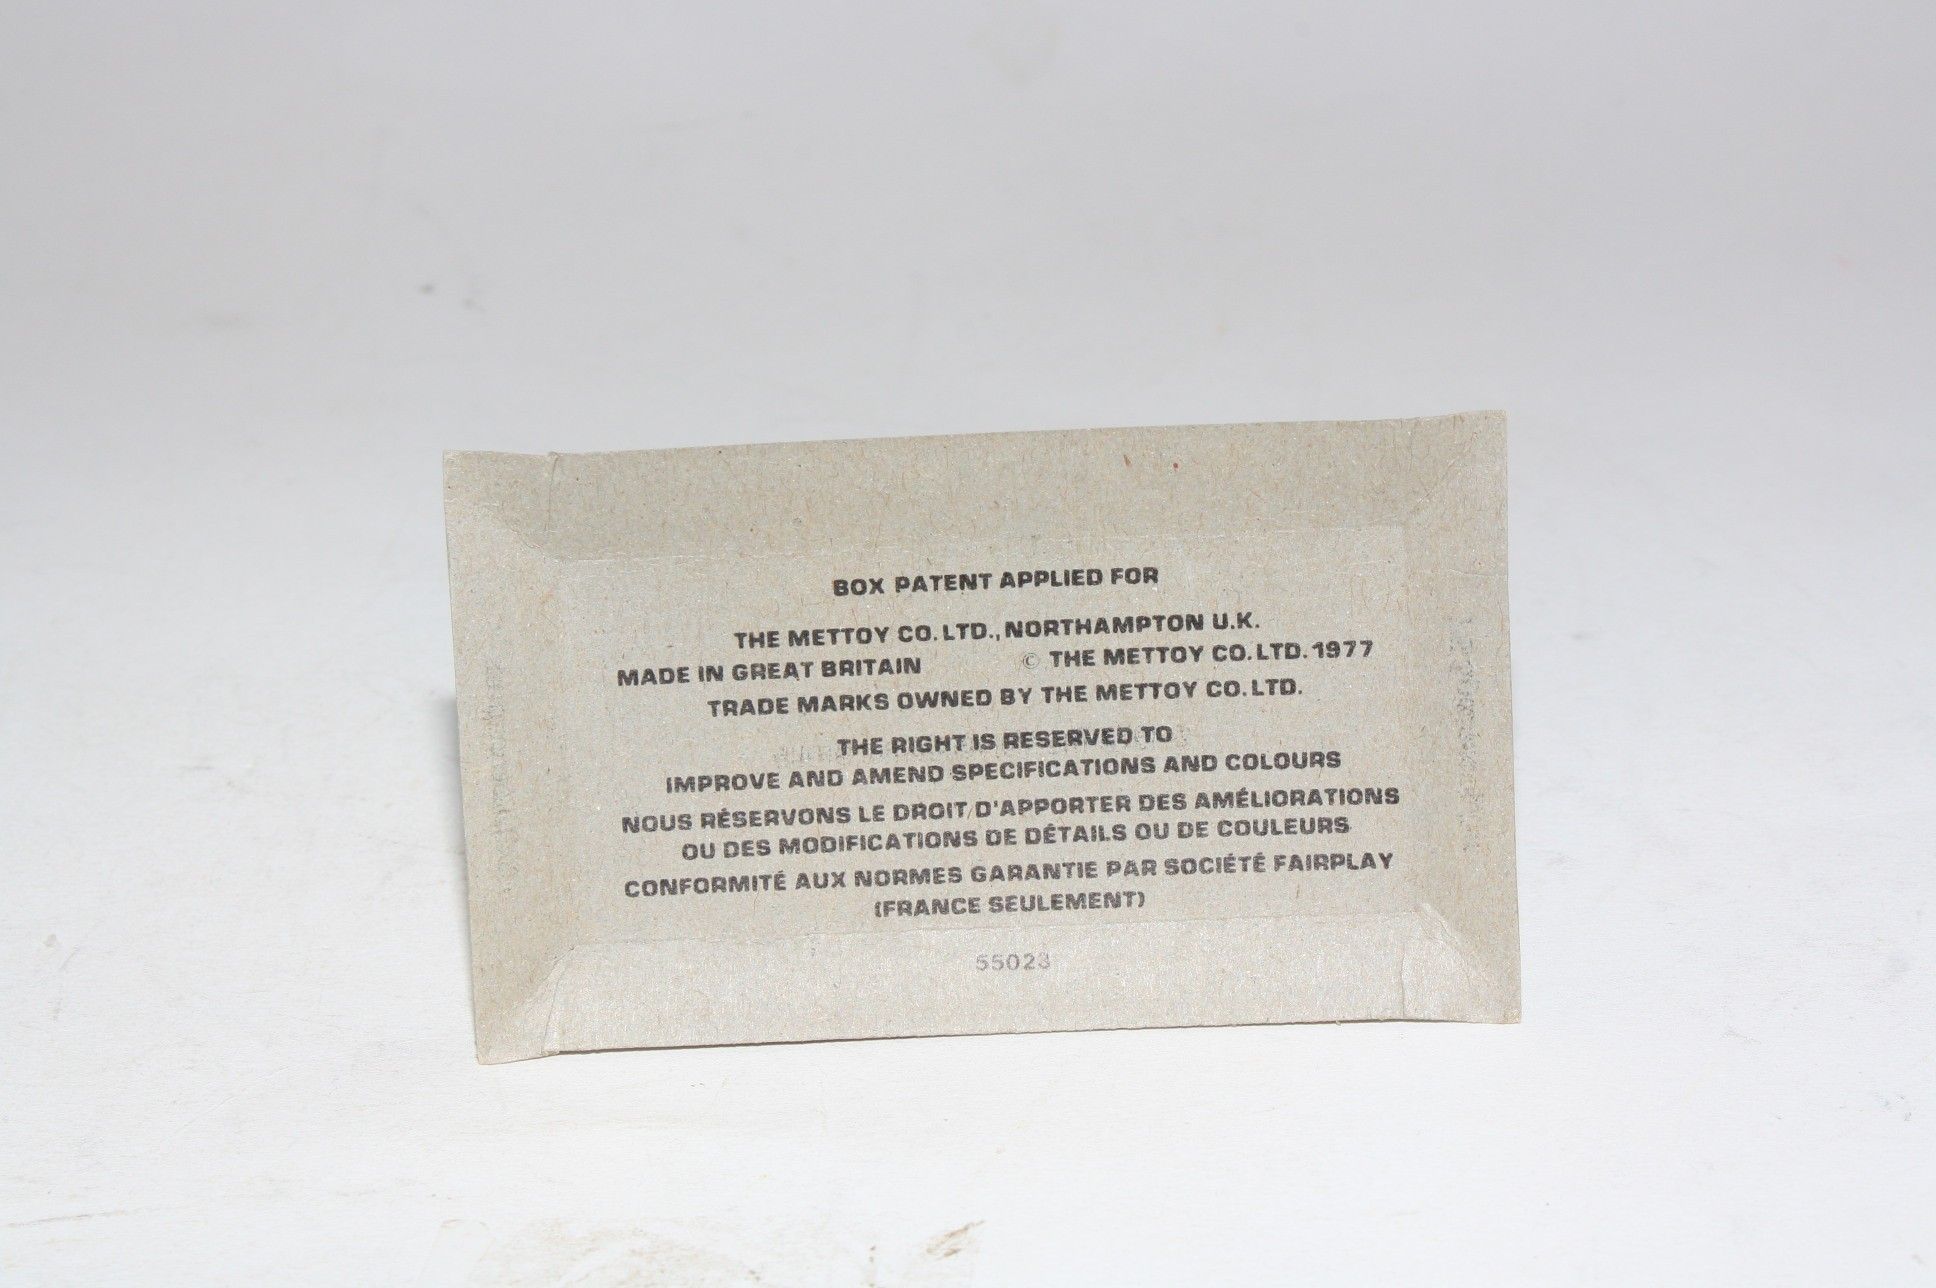 BOX PATENT APPLIED FOR
THE METTOY CO. LTD., NORTHAMPTON U.K.
MADE IN GREAT BRITAIN © THE METTOY CO. LTD. 1977
TRADE MARKS OWNED BY THE METTOY CO. LTD.
THE RIGHT IS RESERVED TO
IMPROVE AND AMEND SPECIFICATIONS AND COLOURS
NOUS RÉSERVONS LE DROIT D'APPORTER DES AMÉLIORATIONS
OU DES MODIFICATIONS DE DÉTAILS OU DE COULEURS
CONFORMITÉ AUX NORMES GARANTIE PAR SOCIÉTÉ FAIRPLAY
(FRANCE SEULEMENT)
55023